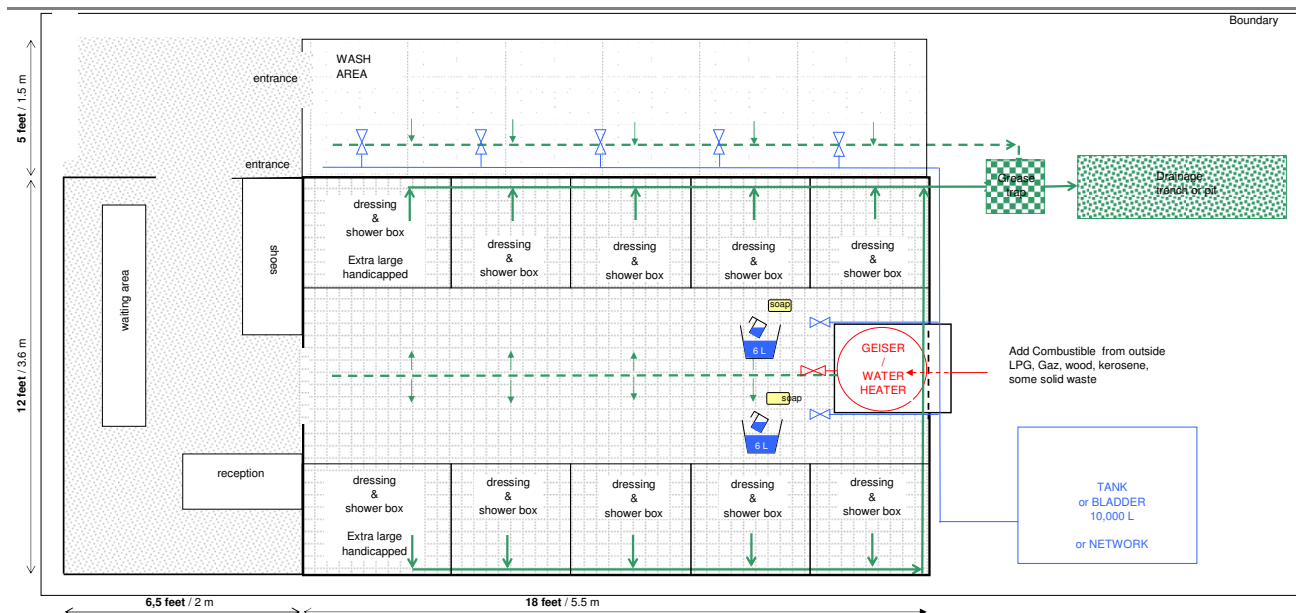 Boundary
WASH
AREA
entrance
5 feet / 1.5 m
entrance
Grease
trap
Drainage
trench or pit
dressing
&
shower box
Extra large
handicapped
dressing
&
shower box
dressing
&
shower box
dressing
&
shower box
dressing
&
shower box
shoes
waiting area
12 feet / 3.6 m
soap
6 L
GEISER
/
WATER
HEATER
Add Combustible from outside
LPG, Gaz, wood, kerosene,
some solid waste
soap
6 L
reception
dressing
&
shower box
Extra large
handicapped
dressing
&
shower box
dressing
&
shower box
dressing
&
shower box
dressing
&
shower box
TANK
or BLADDER
10,000 L
or NETWORK
6,5 feet / 2 m
18 feet / 5.5 m